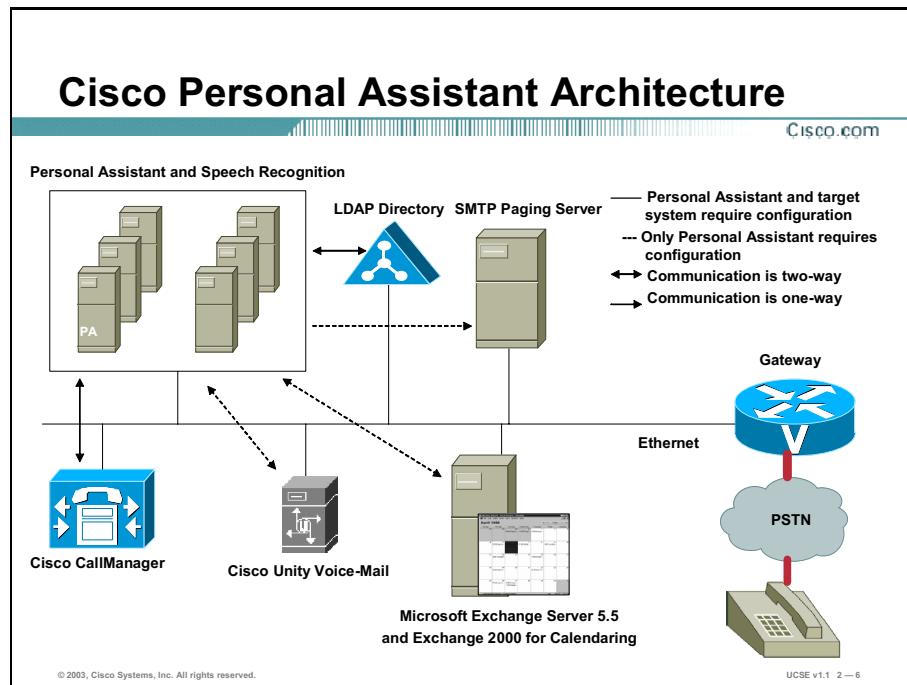 Cisco Personal Assistant Architecture
Cisco.com
Personal Assistant and Speech Recognition
LDAP Directory
SMTP Paging Server
Personal Assistant and target
system require configuration
Only Personal Assistant requires
configuration
Communication is two-way
Communication is one-way
PA
Gateway
Ethernet
V
PSTN
Cisco CallManager
Cisco Unity Voice-Mail
Microsoft Exchange Server 5.5
and Exchange 2000 for Calendaring
© 2003, Cisco Systems, Inc. All rights reserved.
UCSE v1.1 2 — 6